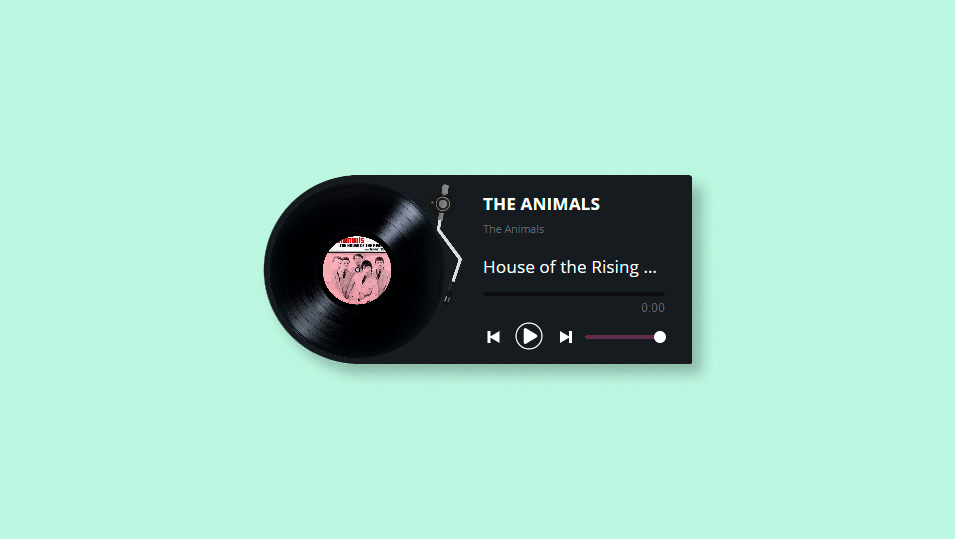 THE ANIMALS
The Animals
House of the Rising ...
0:00